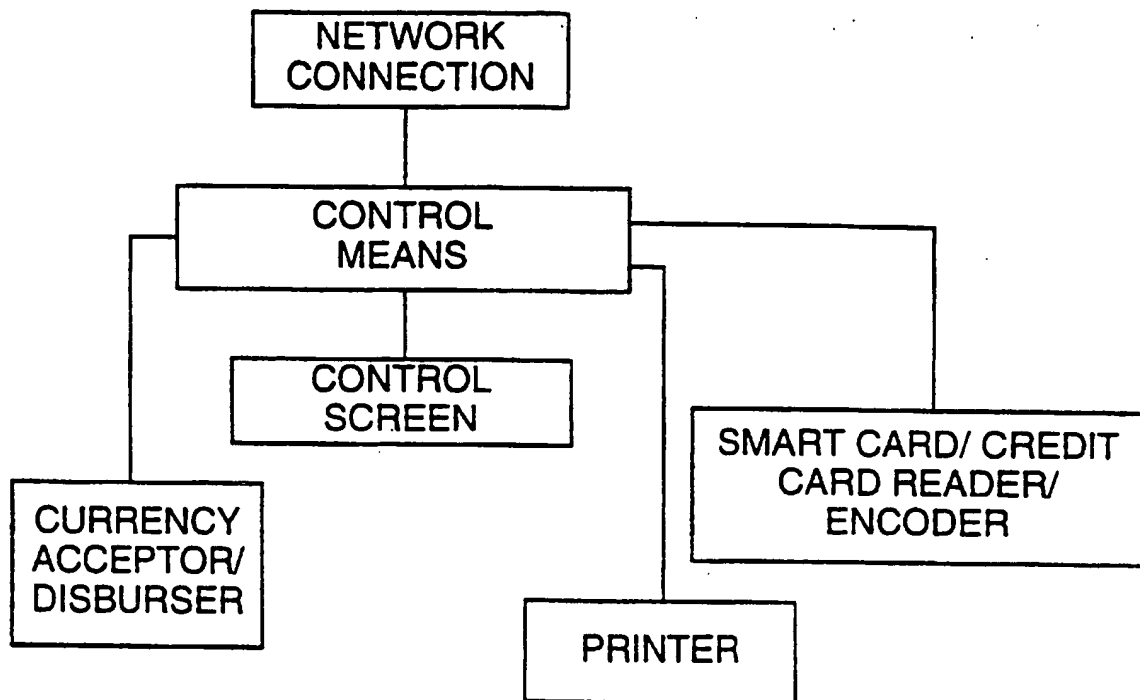 NETWORK
CONNECTION
CONTROL
MEANS
CONTROL
SCREEN
SMART CARD/ CREDIT
CARD READER/
ENCODER
CURRENCY
ACCEPTOR/
DISBURSER
PRINTER